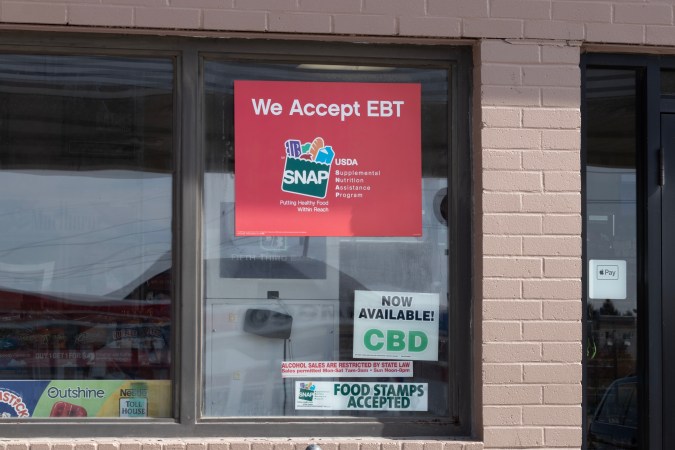 We Accept EBT
SNAP
USDA
Supplemental
Nutrition
Assistance
Program
Putting Healthy Food
Within Reach
Apple Pay
NOW
AVAILABLE!
CBD
ALCOHOL SALES ARE RESTRICTED BY STATE LAW
SNAP
FOOD STAMPS
ACCEPTED
Outshine
TOLL
HOUSE